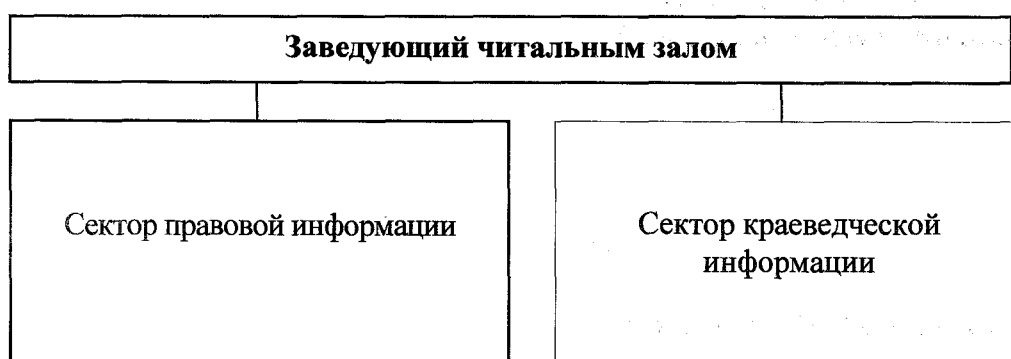 Заведующий читальным залом
Сектор правовой информации
Сектор краеведческой
информации